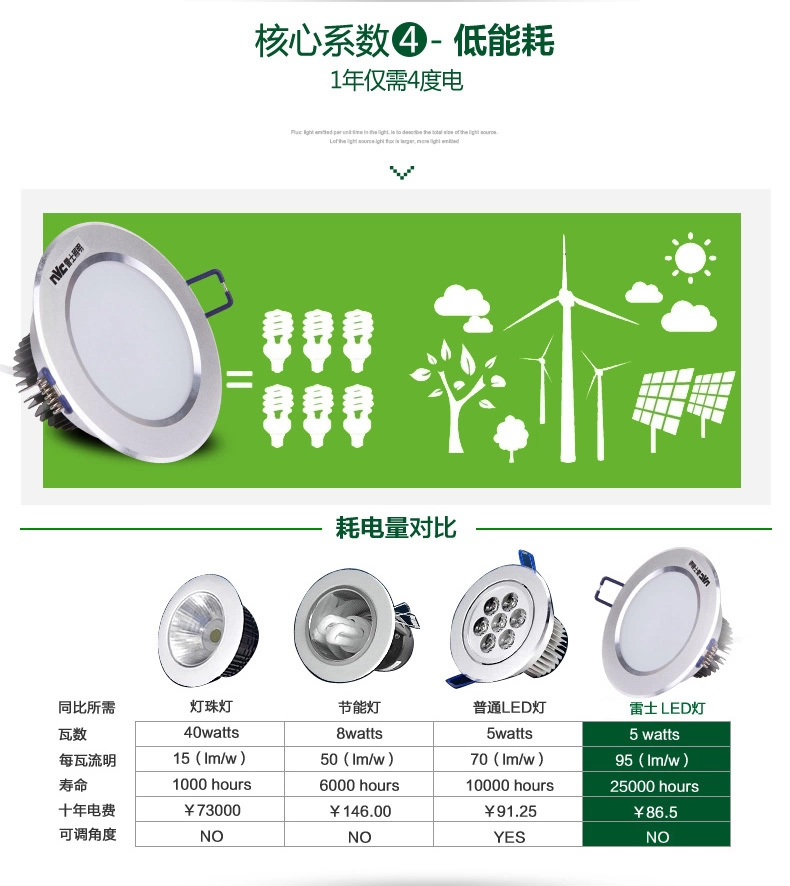 核心系数4-低能耗
1年仅需4度电
Flux: light emitted per unit time in the light, is to describe the total size of the light source.
Lof the light source.ight flux is larger, more light emitted
nVC雷士照明
=
耗电量对比
同比所需 灯珠灯 节能灯 普通LED灯 雷士 LED灯
瓦数 40watts 8watts 5watts 5 watts
每瓦流明 15（lm/w） 50（lm/w） 70（lm/w） 95（lm/w）
寿命 1000 hours 6000 hours 10000 hours 25000 hours
十年电费 ￥73000 ￥146.00 ￥91.25 ￥86.5
可调角度 NO NO YES NO